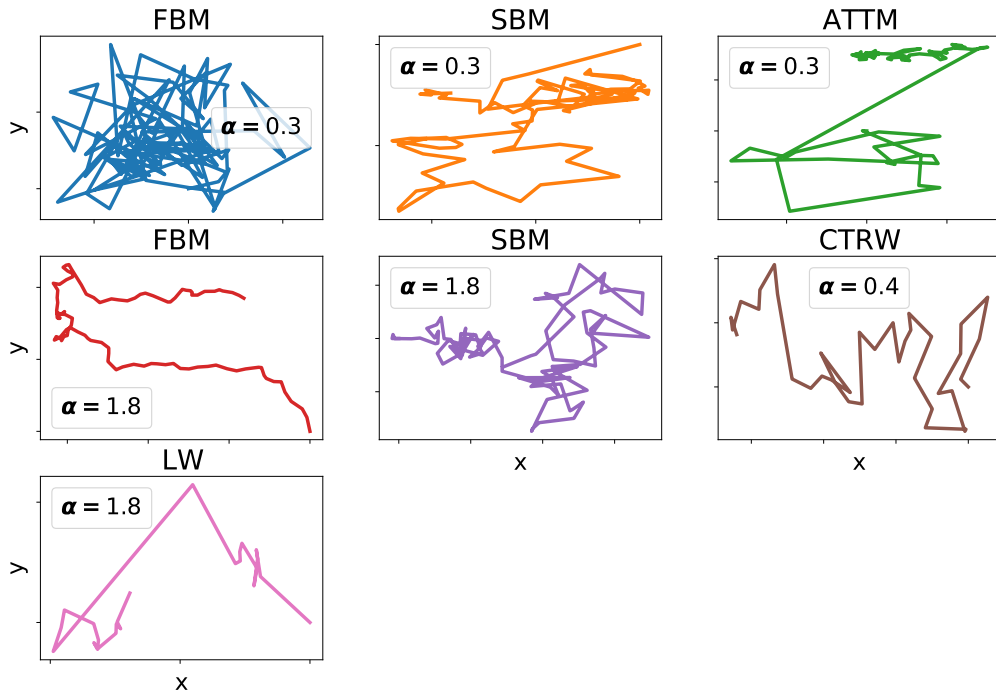 FBM
SBM
ATTM
y
α = 0.3
α = 0.3
α = 0.3
FBM
SBM
CTRW
y
α = 1.8
α = 1.8
α = 0.4
x
x
LW
y
α = 1.8
x